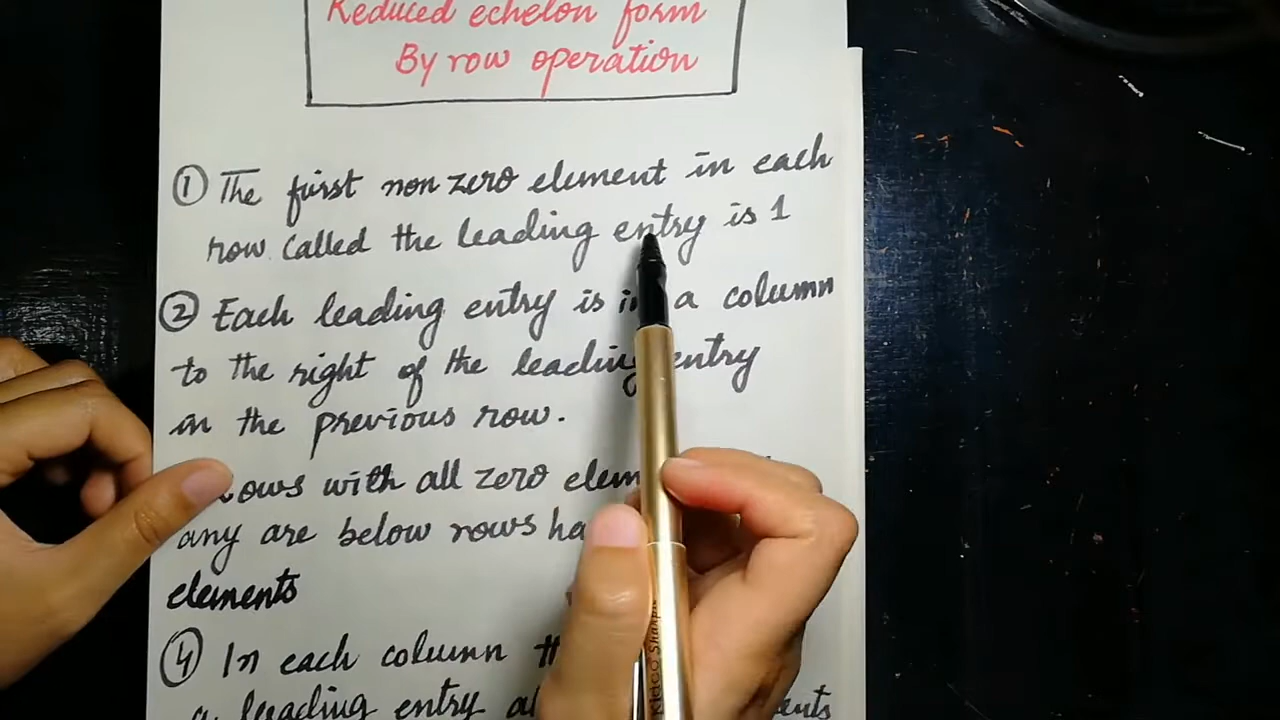 Reduced echelon form
By row operation
① The first non zero element in each
row called the leading entry is 1
② Each leading entry is in a column
to the right of the leading entry
in the previous row.
rows with all zero
any are below rows
elements
④ In each column
a leading entry